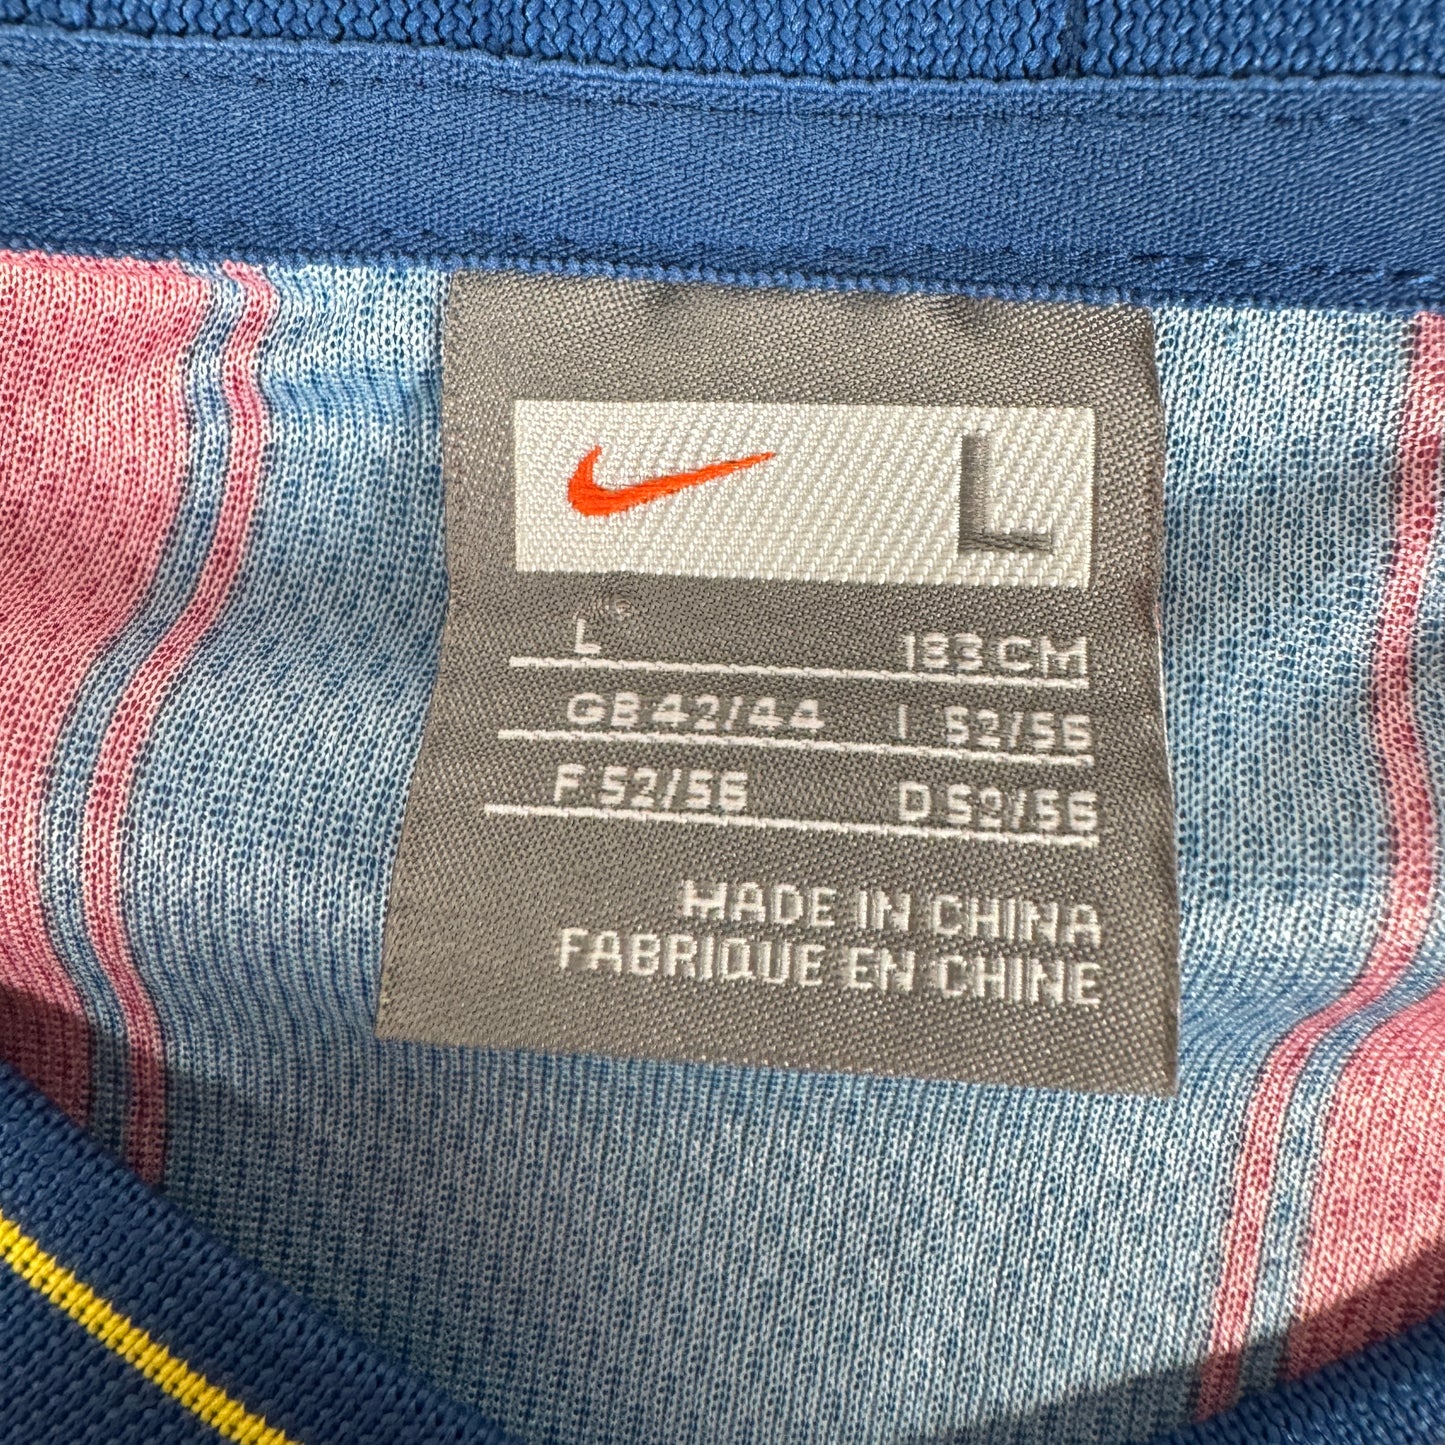 L
L 183 CM
GB 42/44 I 52/56
F 52/56 D 52/56
MADE IN CHINA
FABRIQUE EN CHINE